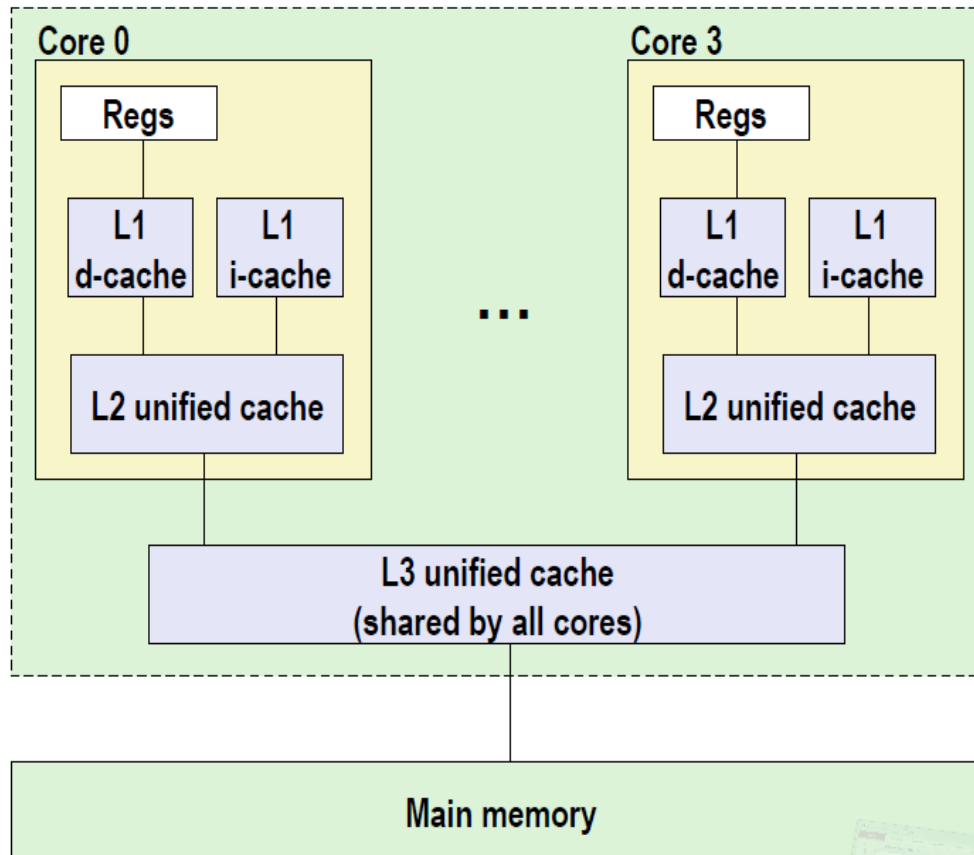 Core 0
Regs
L1
d-cache
L1
i-cache
L2 unified cache
...
Core 3
Regs
L1
d-cache
L1
i-cache
L2 unified cache
L3 unified cache
(shared by all cores)
Main memory